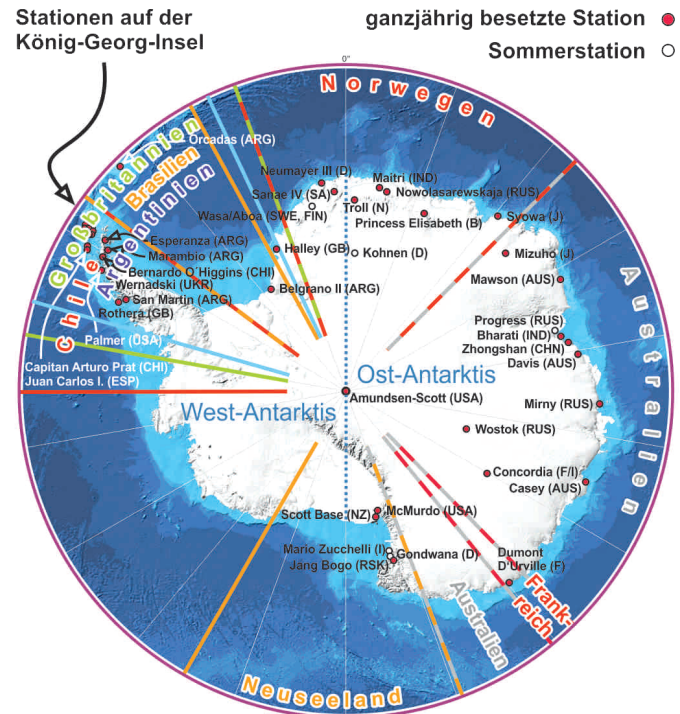 Stationen auf der
König-Georg-Insel
ganzjährig besetzte Station
Sommerstation
0°
Norwegen
Großbritannien
Brasilien
Argentinien
Chile
Orcadas (ARG)
Neumayer III (D)
Sanae IV (SA)
Wasa/Aboa (SWE, FIN)
Maitri (IND)
Nowolasarewskaja (RUS)
Troll (N)
Princess Elisabeth (B)
Syowa (J)
Halley (GB)
Kohnen (D)
Mizuho (J)
Esperanza (ARG)
Marambio (ARG)
Bernardo O´Higgins (CHI)
Wernadski (UKR)
San Martin (ARG)
Rothera (GB)
Belgrano II (ARG)
Mawson (AUS)
Australien
Progress (RUS)
Bharati (IND)
Zhongshan (CHN)
Davis (AUS)
Palmer (USA)
Capitan Arturo Prat (CHI)
Juan Carlos I. (ESP)
Ost-Antarktis
West-Antarktis
Amundsen-Scott (USA)
Mirny (RUS)
Wostok (RUS)
Concordia (F/I)
Casey (AUS)
Scott Base (NZ)
McMurdo (USA)
Mario Zucchelli (I)
Gondwana (D)
Jang Bogo (RSK)
Dumont
D'Urville (F)
Frank-
reich
Australien
Neuseeland